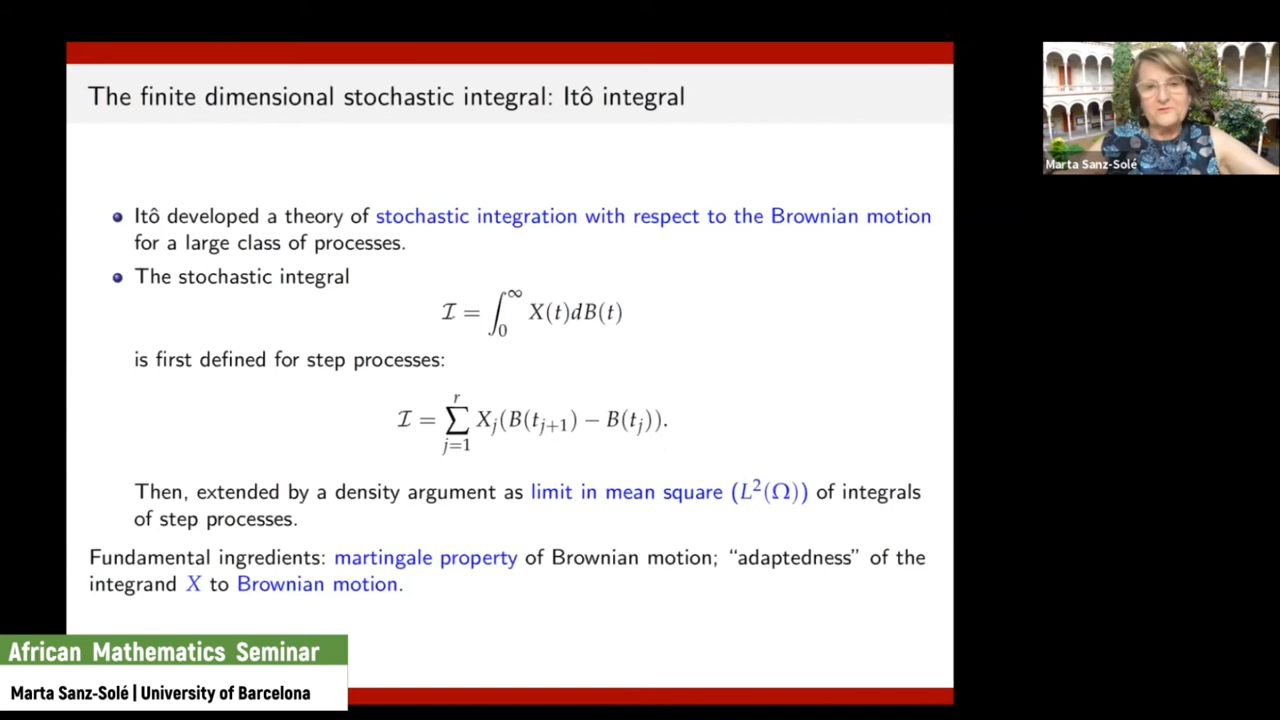 The finite dimensional stochastic integral: Itô integral
Marta Sanz-Solé
Itô developed a theory of stochastic integration with respect to the Brownian motion
for a large class of processes.
The stochastic integral
ℐ = ∫₀^∞ X(t)dB(t)
is first defined for step processes:
ℐ = ∑_{j=1}^{r} X_j(B(t_{j+1}) − B(t_j)).
Then, extended by a density argument as limit in mean square (L²(Ω)) of integrals
of step processes.
Fundamental ingredients: martingale property of Brownian motion; “adaptedness” of the
integrand X to Brownian motion.
African Mathematics Seminar
Marta Sanz-Solé | University of Barcelona